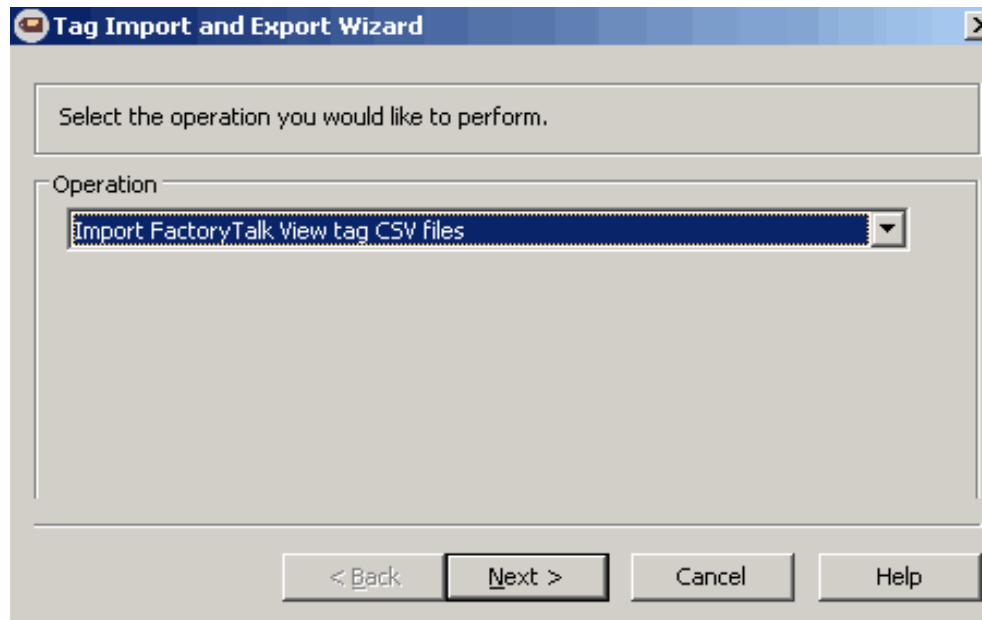 Tag Import and Export Wizard
Select the operation you would like to perform.
Operation
Import FactoryTalk View tag CSV files
< Back Next > Cancel Help